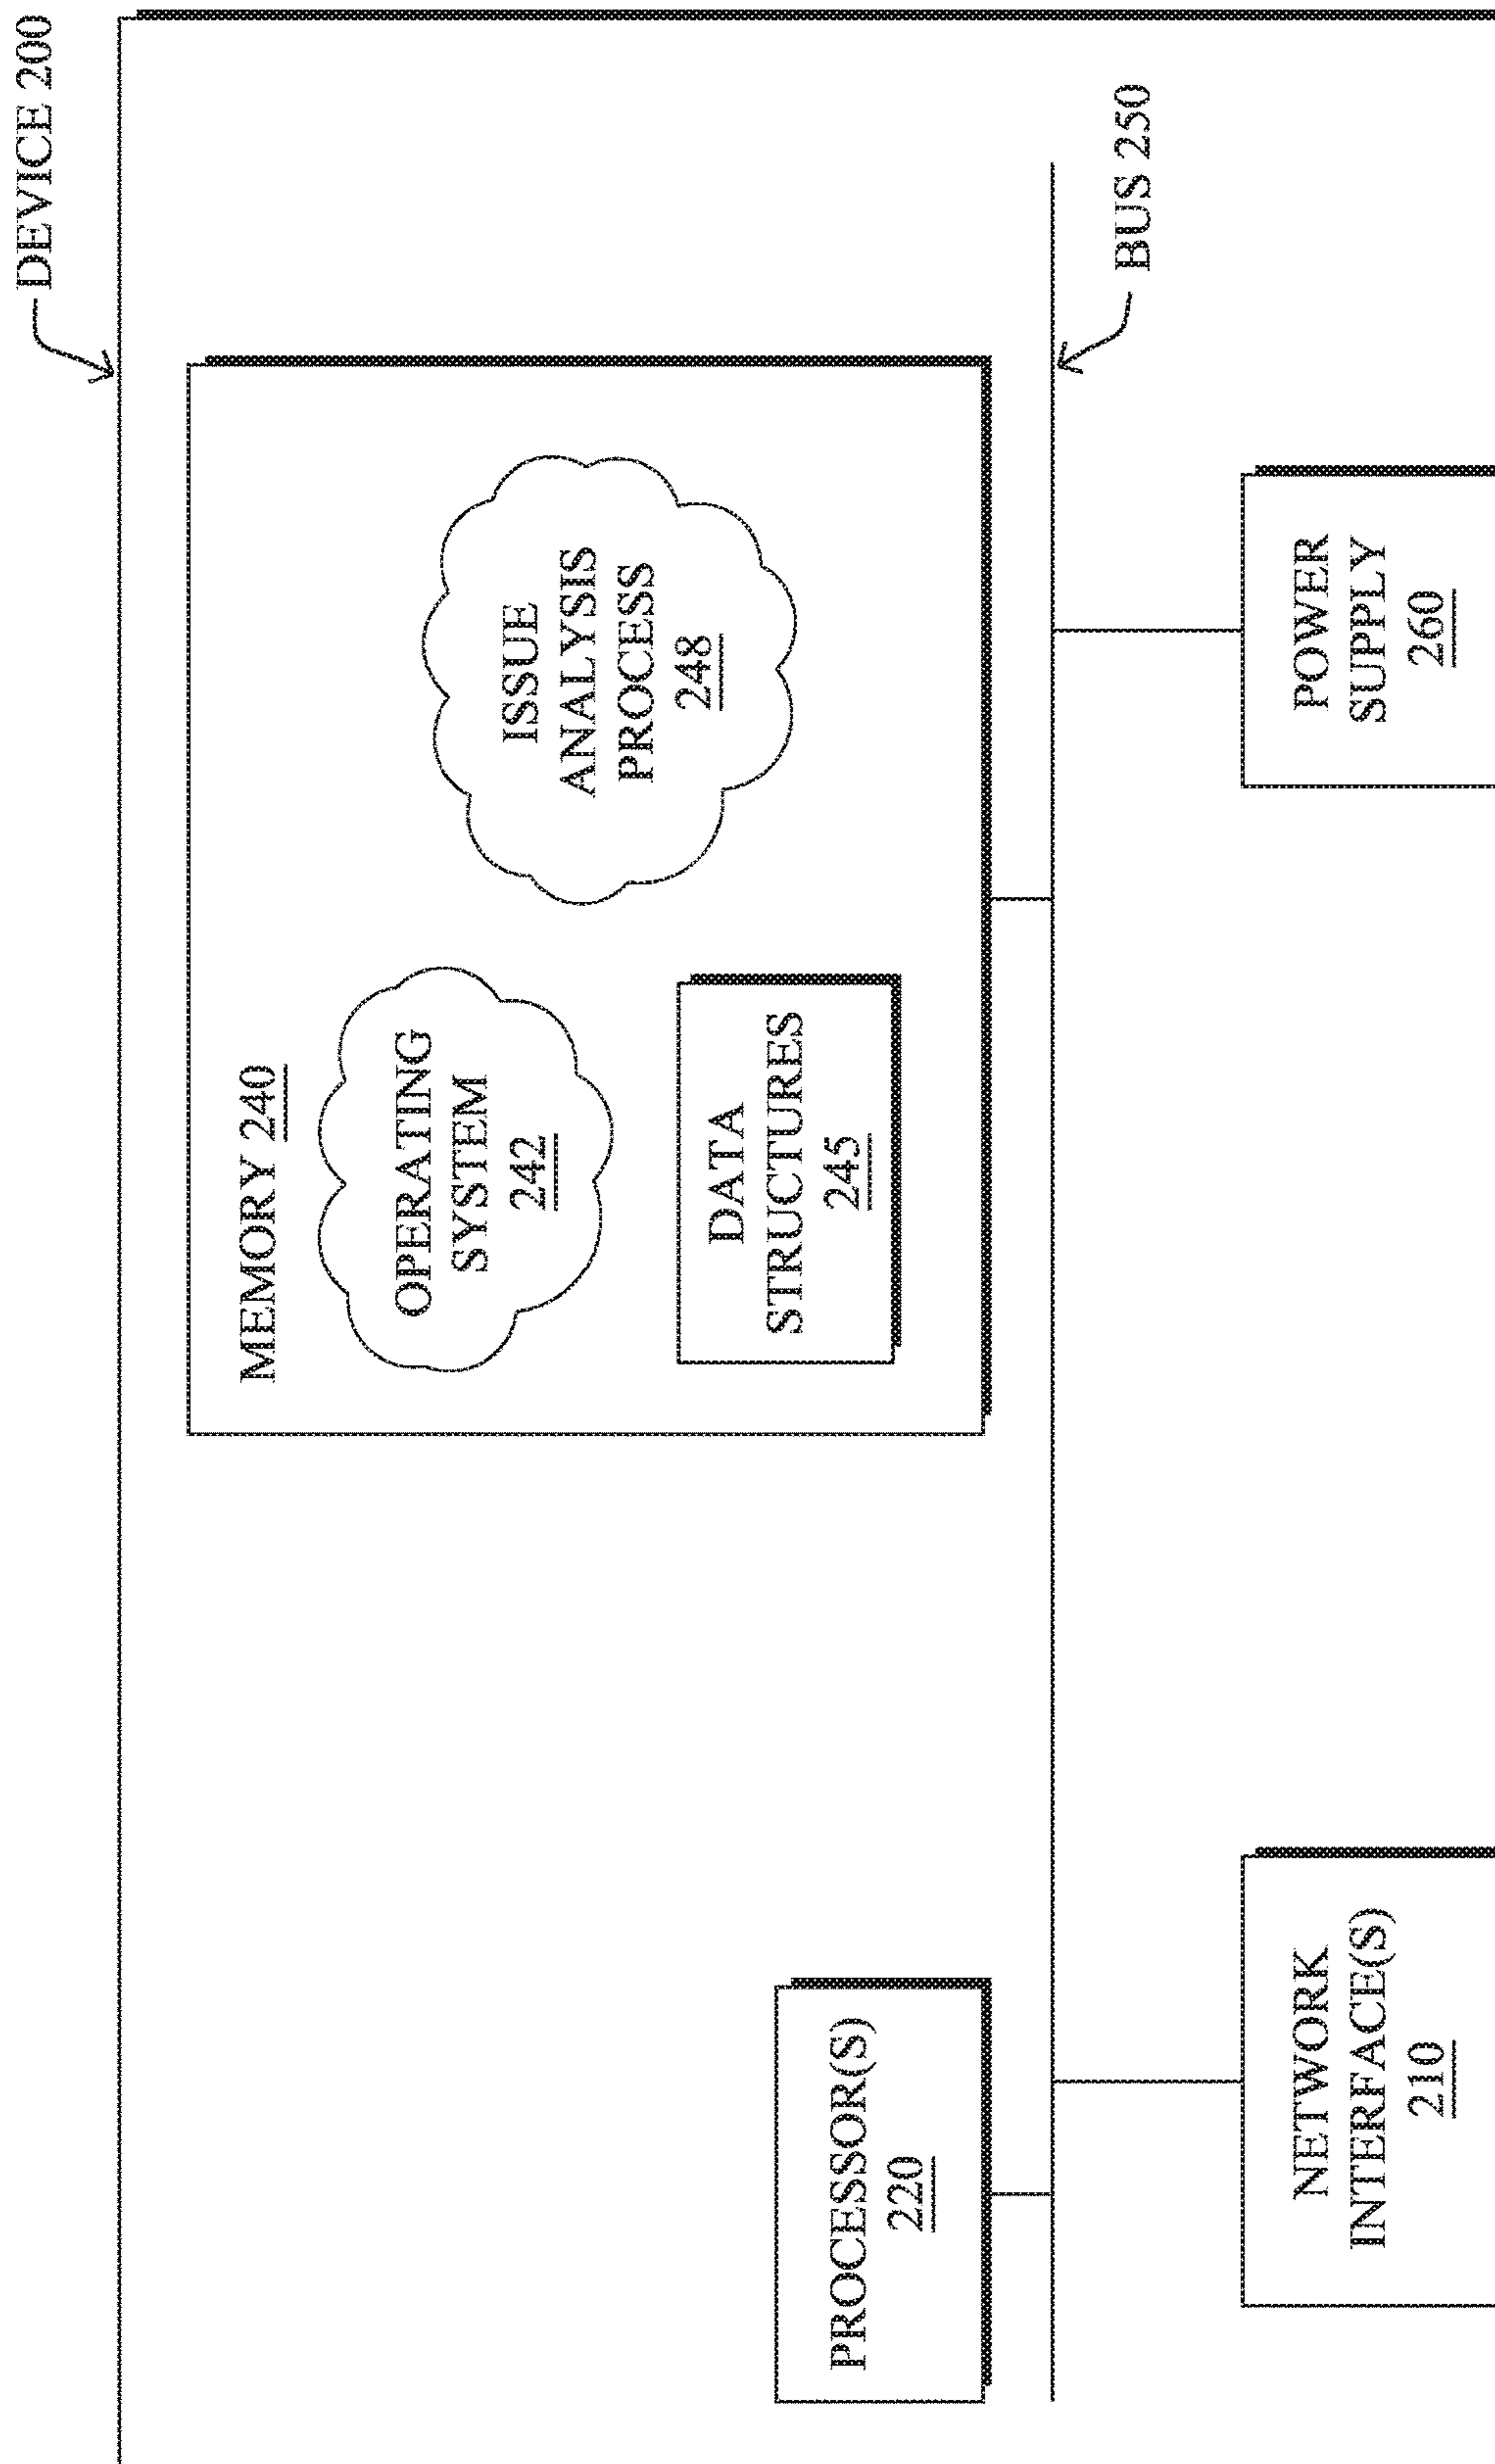 DEVICE 200
MEMORY 240
OPERATING
SYSTEM
242
DATA
STRUCTURES
245
ISSUE
ANALYSIS
PROCESS
248
PROCESSOR(S)
220
BUS 250
NETWORK
INTERFACE(S)
210
POWER
SUPPLY
260